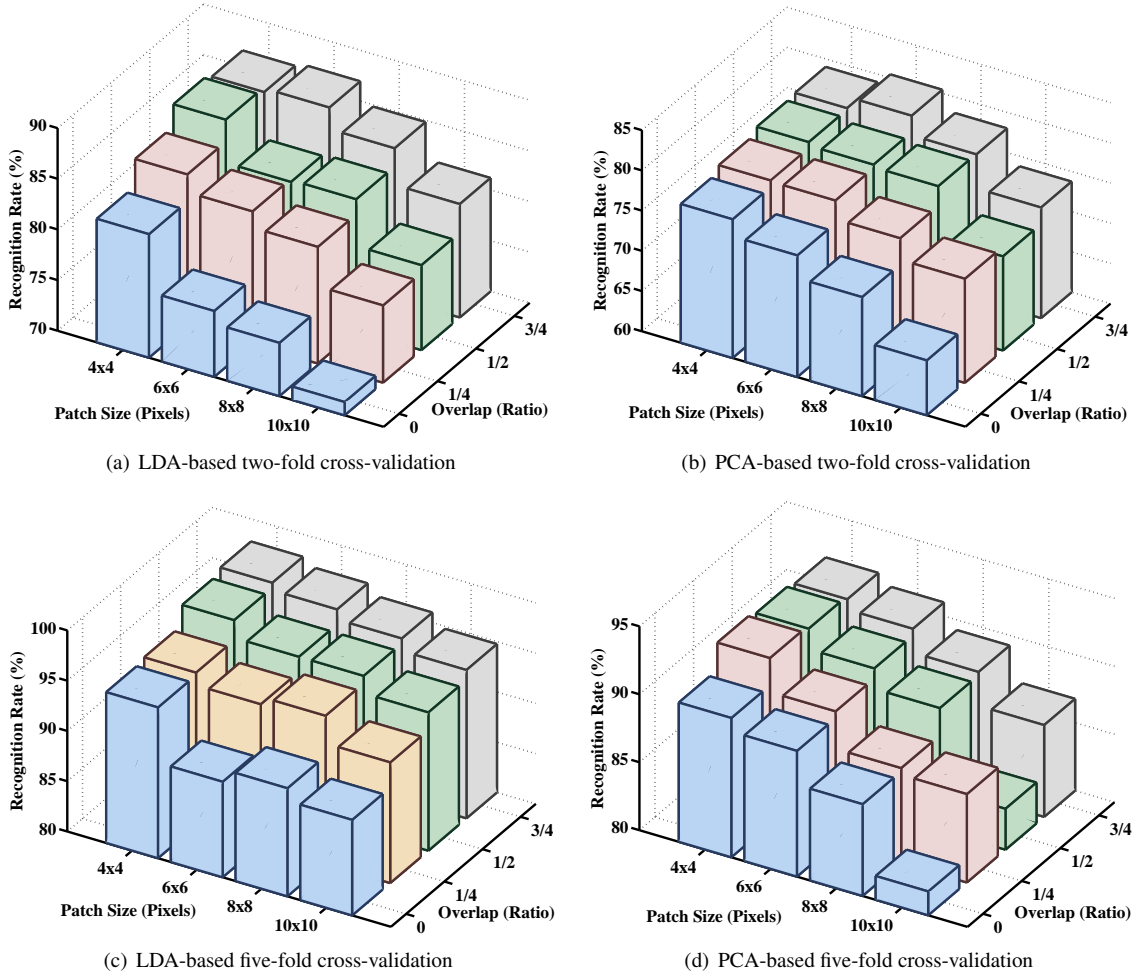 Recognition Rate (%)
90
85
80
75
70
4x4
6x6
8x8
10x10
Patch Size (Pixels)
0
1/4
1/2
3/4
Overlap (Ratio)
(a) LDA-based two-fold cross-validation
Recognition Rate (%)
85
80
75
70
65
60
4x4
6x6
8x8
10x10
Patch Size (Pixels)
0
1/4
1/2
3/4
Overlap (Ratio)
(b) PCA-based two-fold cross-validation
Recognition Rate (%)
100
95
90
85
80
4x4
6x6
8x8
10x10
Patch Size (Pixels)
0
1/4
1/2
3/4
Overlap (Ratio)
(c) LDA-based five-fold cross-validation
Recognition Rate (%)
95
90
85
80
4x4
6x6
8x8
10x10
Patch Size (Pixels)
0
1/4
1/2
3/4
Overlap (Ratio)
(d) PCA-based five-fold cross-validation